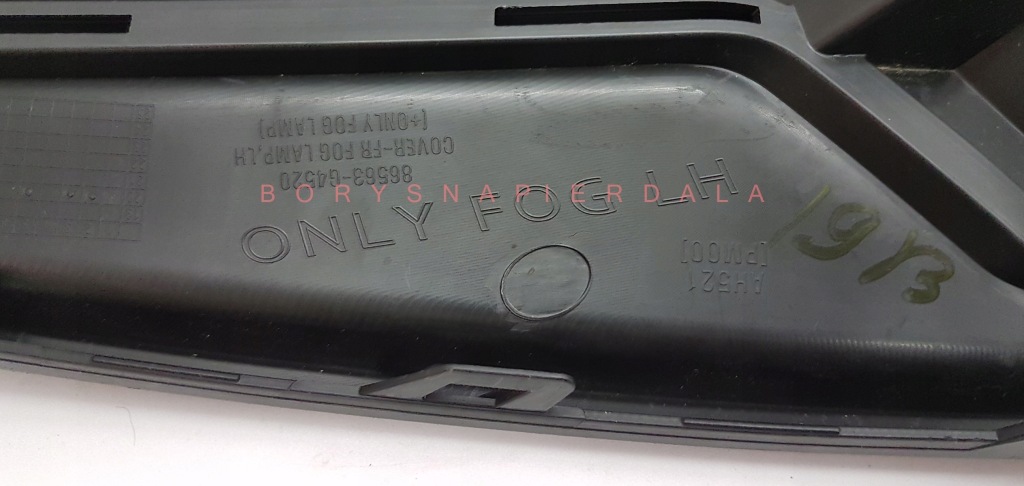 86563-G4520
COVER-FR FOG LAMP,LH
[+ONLY FOG LAMP]
BORYSNAPIERDALA
ONLY FOG LH
AH521
[PM00]